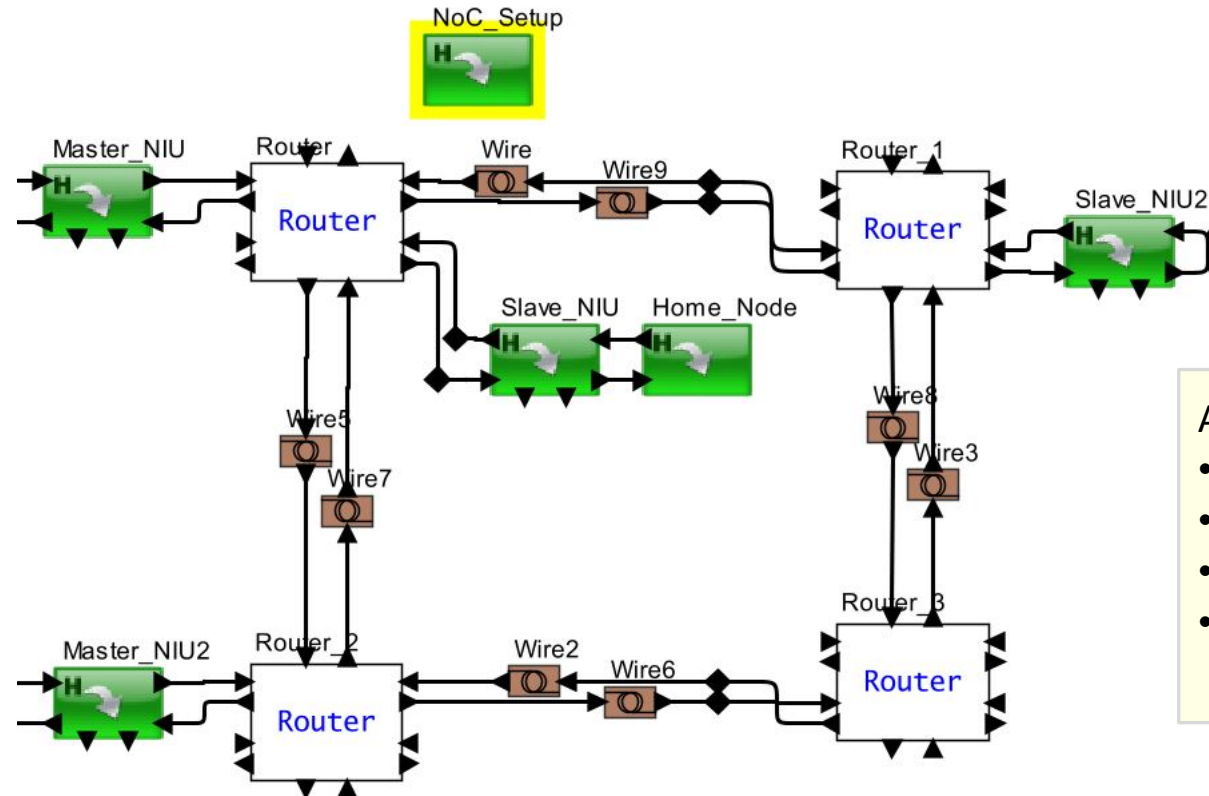 NoC_Setup
H
Master_NIU
Router
Wire
Wire9
Router_1
Slave_NIU2
H
Router
Router
H
Slave_NIU
Home_Node
H
H
Wire5
Wire7
Wire8
Wire3
A
•
•
•
•
Master_NIU2
Router_2
Wire2
Wire6
Router_3
H
Router
Router